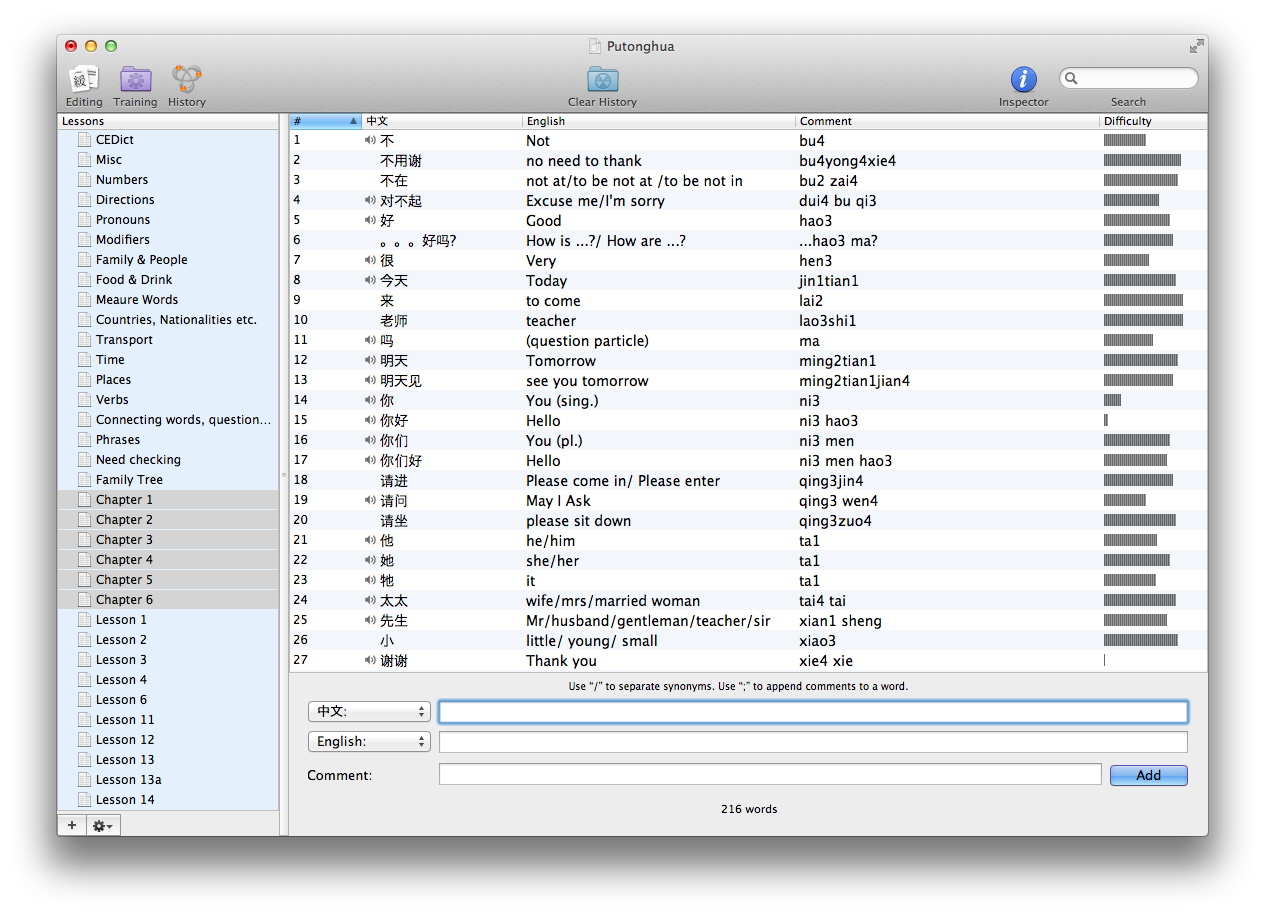 Putonghua
Editing Training History Clear History Inspector Search
Lessons
CEDict
Misc
Numbers
Directions
Pronouns
Modifiers
Family & People
Food & Drink
Meaure Words
Countries, Nationalities etc.
Transport
Time
Places
Verbs
Connecting words, question...
Phrases
Need checking
Family Tree
Chapter 1
Chapter 2
Chapter 3
Chapter 4
Chapter 5
Chapter 6
Lesson 1
Lesson 2
Lesson 3
Lesson 4
Lesson 6
Lesson 11
Lesson 12
Lesson 13
Lesson 13a
Lesson 14
# 中文 English Comment Difficulty
1 不 Not bu4
2 不用谢 no need to thank bu4yong4xie4
3 不在 not at/to be not at /to be not in bu2 zai4
4 对不起 Excuse me/I'm sorry dui4 bu qi3
5 好 Good hao3
6 。。。好吗? How is ...?/ How are ...? ...hao3 ma?
7 很 Very hen3
8 今天 Today jin1tian1
9 来 to come lai2
10 老师 teacher lao3shi1
11 吗 (question particle) ma
12 明天 Tomorrow ming2tian1
13 明天见 see you tomorrow ming2tian1jian4
14 你 You (sing.) ni3
15 你好 Hello ni3 hao3
16 你们 You (pl.) ni3 men
17 你们好 Hello ni3 men hao3
18 请进 Please come in/ Please enter qing3jin4
19 请问 May I Ask qing3 wen4
20 请坐 please sit down qing3zuo4
21 他 he/him ta1
22 她 she/her ta1
23 牠 it ta1
24 太太 wife/mrs/married woman tai4 tai
25 先生 Mr/husband/gentleman/teacher/sir xian1 sheng
26 小 little/ young/ small xiao3
27 谢谢 Thank you xie4 xie
Use “/” to separate synonyms. Use “;” to append comments to a word.
中文:
English:
Comment: Add
216 words